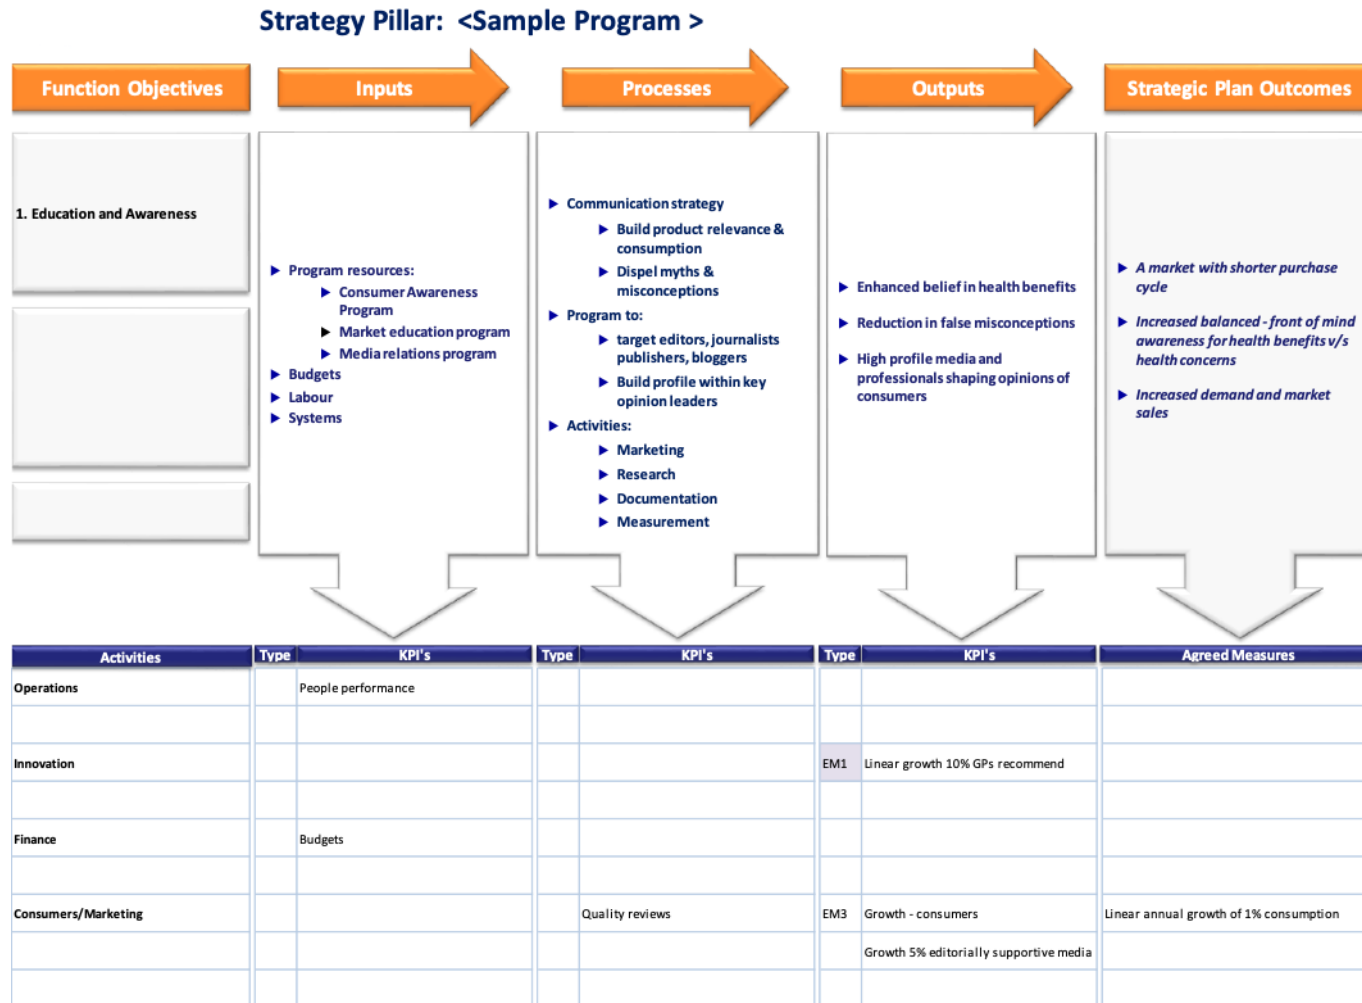 Strategy Pillar: <Sample Program >
Function Objectives
Inputs
Processes
Outputs
Strategic Plan Outcomes
1. Education and Awareness
Program resources:
Consumer Awareness
Program
Market education program
Media relations program
Budgets
Labour
Systems
Communication strategy
Build product relevance &
consumption
Dispel myths &
misconceptions
Program to:
target editors, journalists
publishers, bloggers
Build profile within key
opinion leaders
Activities:
Marketing
Research
Documentation
Measurement
Enhanced belief in health benefits
Reduction in false misconceptions
High profile media and
professionals shaping opinions of
consumers
A market with shorter purchase
cycle
Increased balanced - front of mind
awareness for health benefits v/s
health concerns
Increased demand and market
sales
Activities Type KPI's Type KPI's Type KPI's Agreed Measures
Operations People performance
Innovation EM1 Linear growth 10% GPs recommend
Finance Budgets
Consumers/Marketing Quality reviews EM3 Growth - consumers Linear annual growth of 1% consumption
Growth 5% editorially supportive media